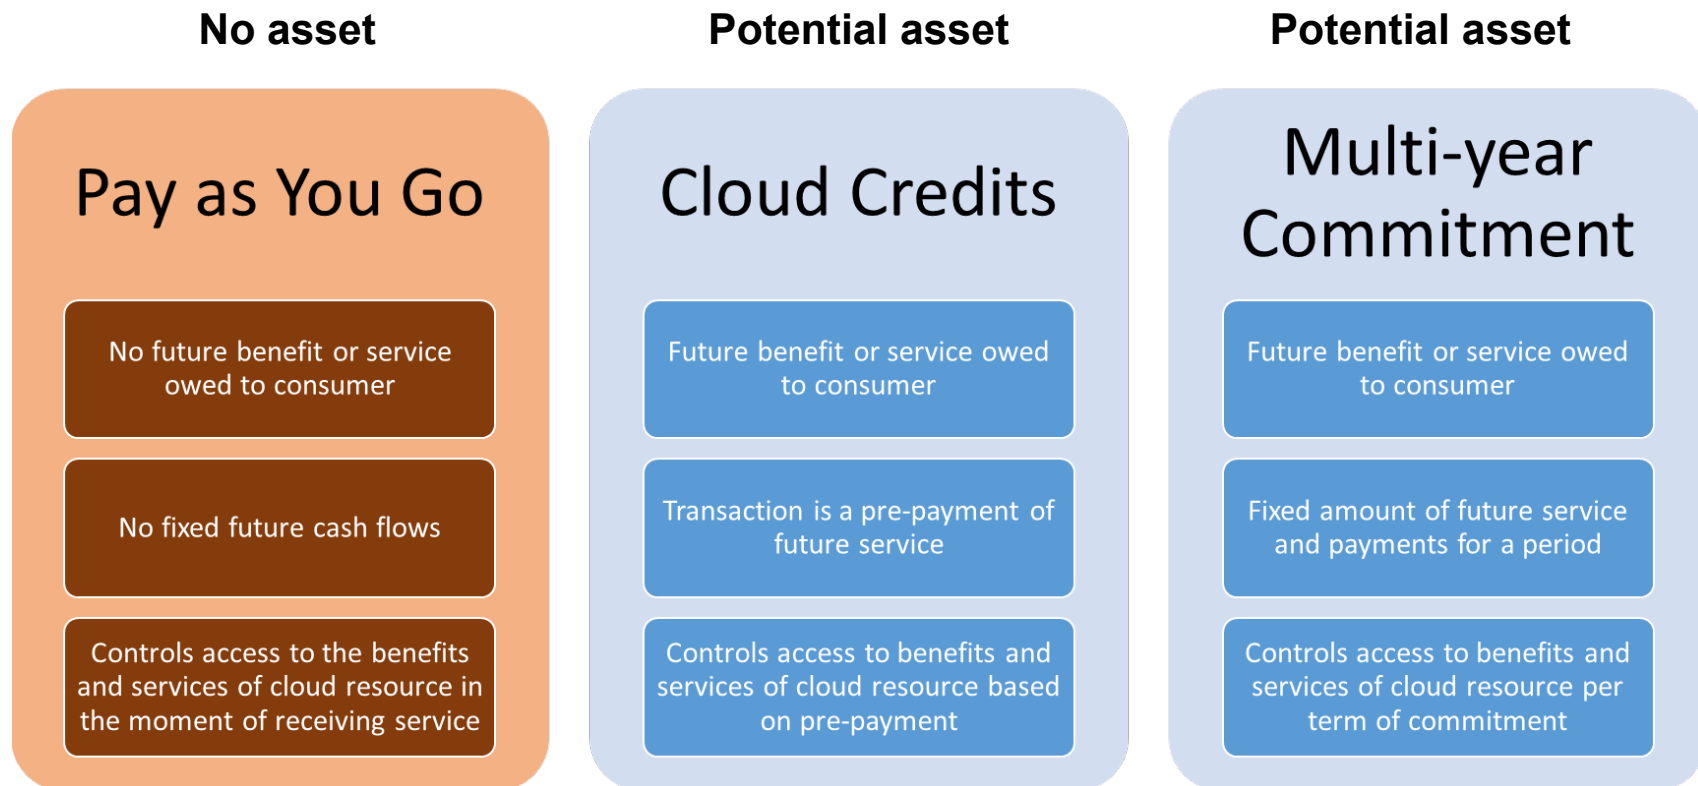 No asset
Pay as You Go
No future benefit or service
owed to consumer
No fixed future cash flows
Controls access to the benefits
and services of cloud resource in
the moment of receiving service
Potential asset
Cloud Credits
Future benefit or service owed
to consumer
Transaction is a pre-payment of
future service
Controls access to benefits and
services of cloud resource based
on pre-payment
Potential asset
Multi-year
Commitment
Future benefit or service owed
to consumer
Fixed amount of future service
and payments for a period
Controls access to benefits and
services of cloud resource per
term of commitment